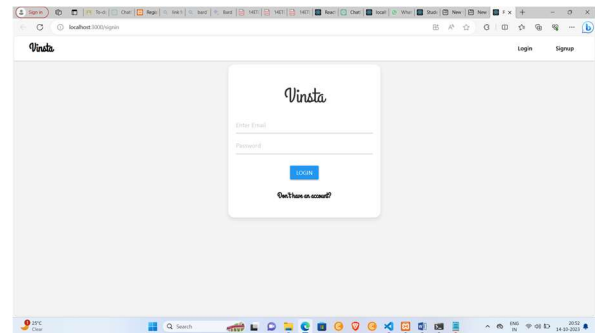 Sign in
localhost:3000/signin
Vinsta
Login
Signup
Vinsta
Enter Email
Password
LOGIN
Don't have an account?
25°C
Clear
Search
ENG
IN
20:52
14-10-2023